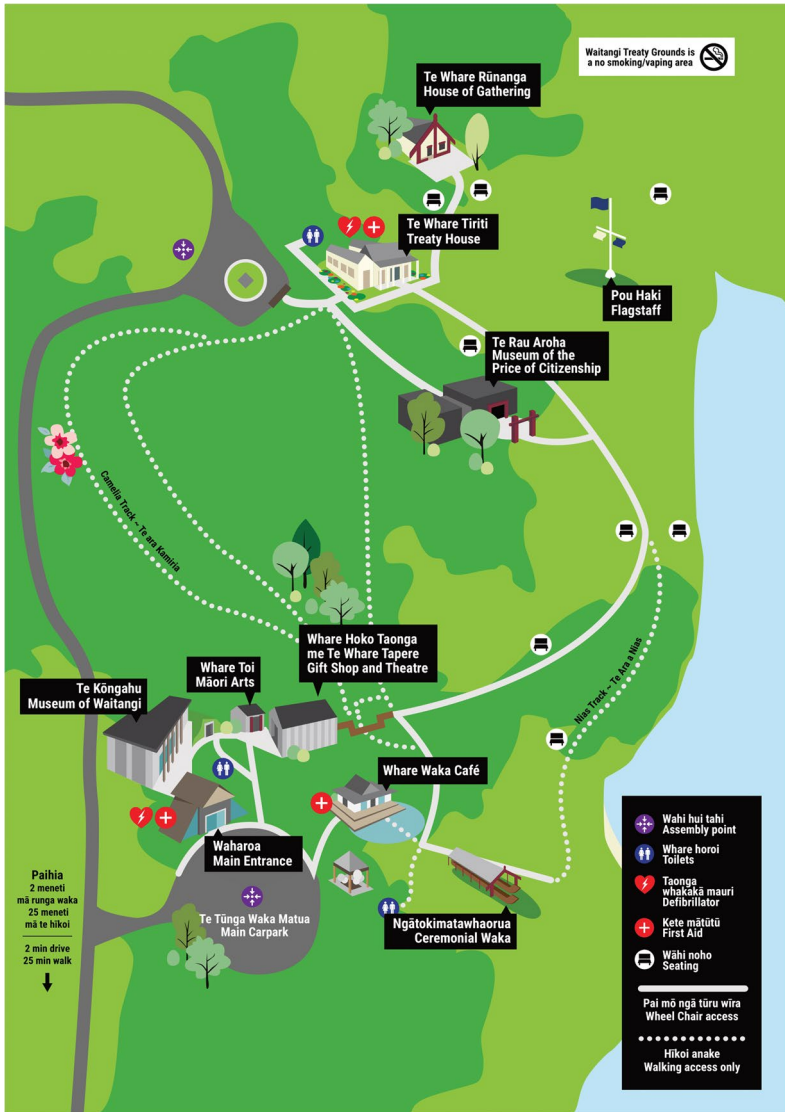 Waitangi Treaty Grounds is
a no smoking/vaping area
Te Whare Rūnanga
House of Gathering
Te Whare Tiriti
Treaty House
Pou Haki
Flagstaff
Te Rau Aroha
Museum of the
Price of Citizenship
Camelia Track ~ Te ara Kamiria
Whare Hoko Taonga
me Te Whare Tapere
Gift Shop and Theatre
Whare Toi
Māori Arts
Te Kōngahu
Museum of Waitangi
Nias Track ~ Te Ara a Nias
Whare Waka Café
Waharoa
Main Entrance
Te Tūnga Waka Matua
Main Carpark
Ngātokimatawhaorua
Ceremonial Waka
Paihia
2 meneti
mā runga waka
25 meneti
mā te hīkoi
2 min drive
25 min walk
Wahi hui tahi
Assembly point
Whare horoi
Toilets
Taonga
whakakā mauri
Defibrillator
Kete mātūtū
First Aid
Wāhi noho
Seating
Pai mō ngā tūru wīra
Wheel Chair access
Hīkoi anake
Walking access only